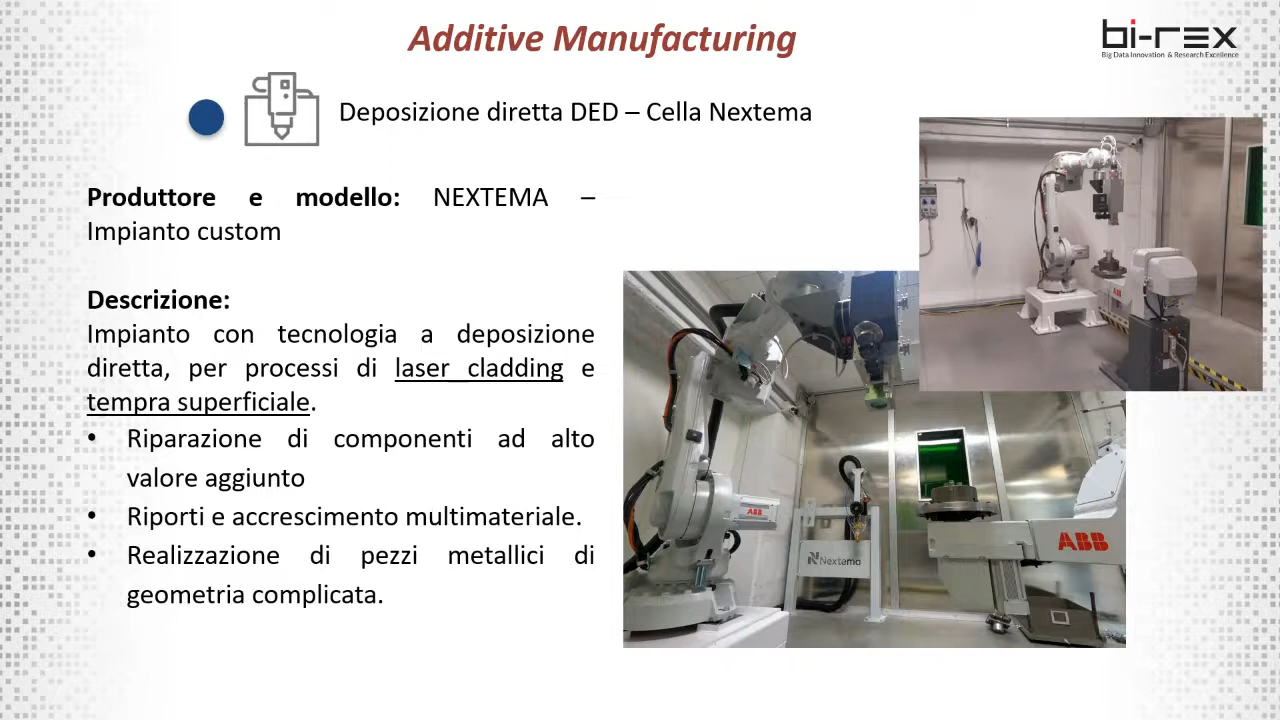 Additive Manufacturing
bi-rex
Big Data Innovation & Research Excellence
Deposizione diretta DED – Cella Nextema
Produttore e modello: NEXTEMA –
Impianto custom
Descrizione:
Impianto con tecnologia a deposizione
diretta, per processi di laser cladding e
tempra superficiale.
• Riparazione di componenti ad alto
valore aggiunto
• Riporti e accrescimento multimateriale.
• Realizzazione di pezzi metallici di
geometria complicata.
ABB
ABB
Nextema
ABB